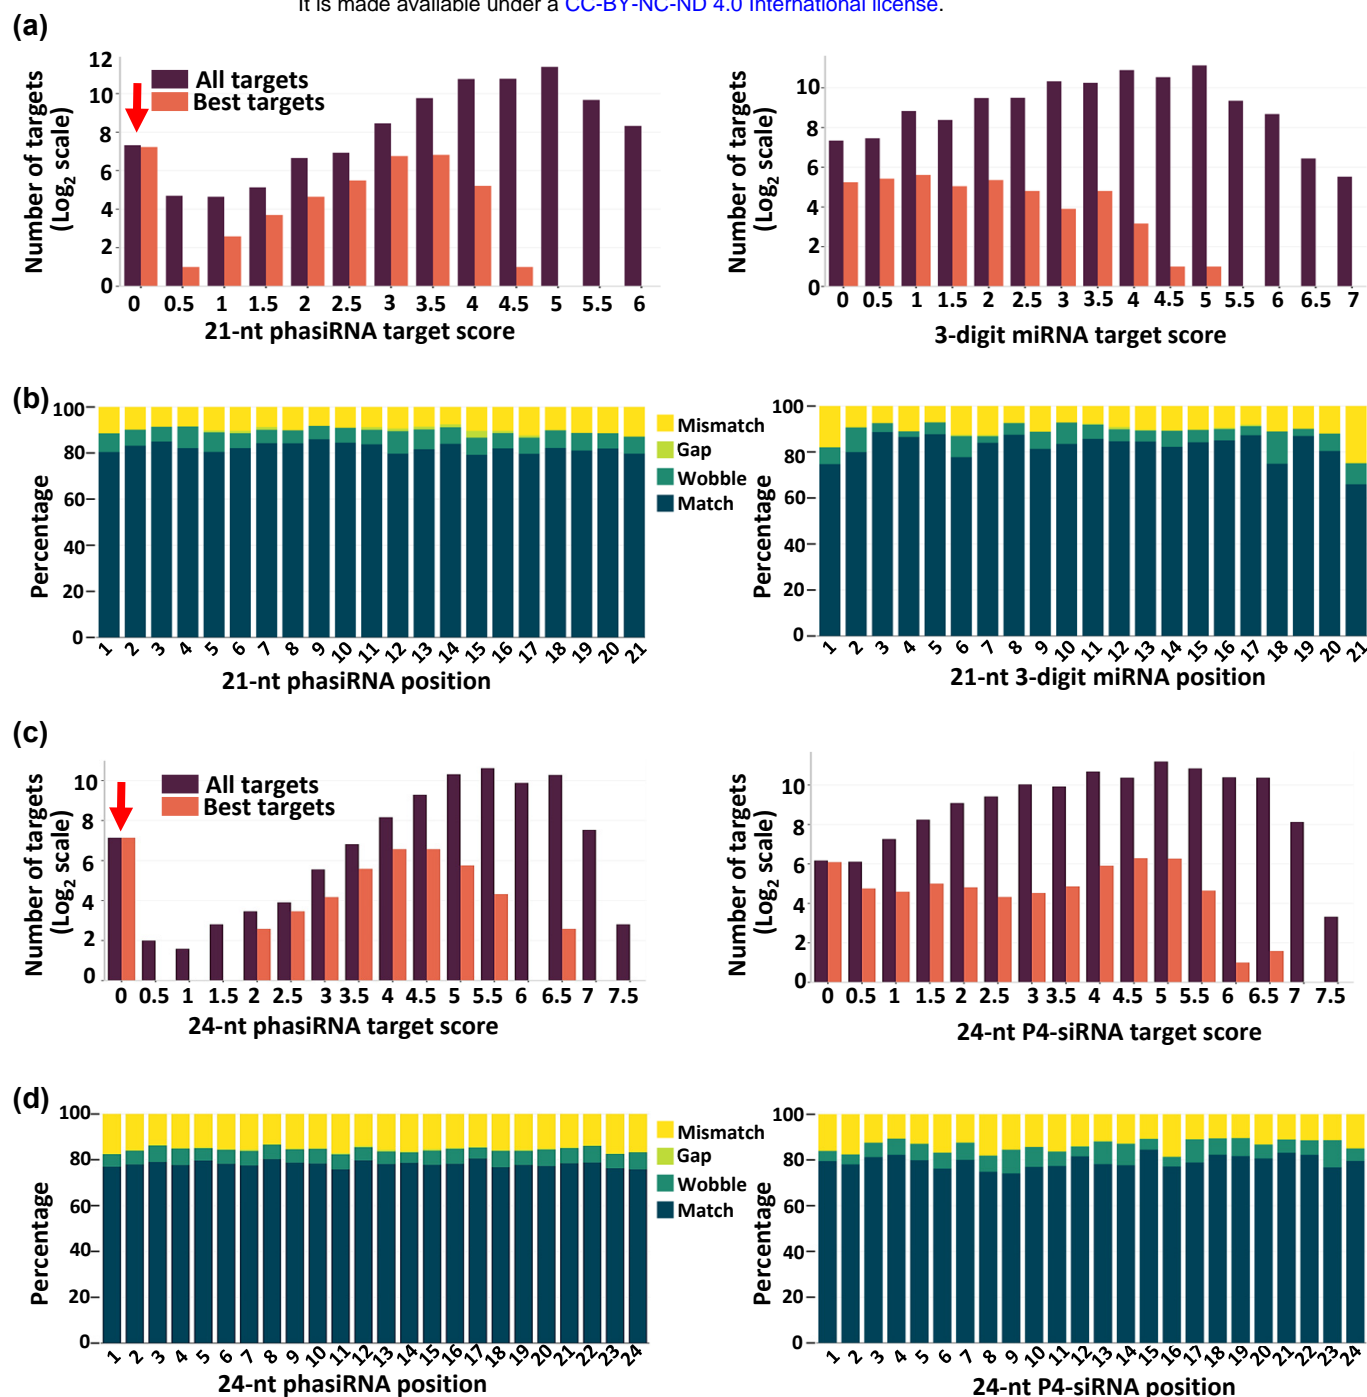 It is made available under a CC-BY-NC-ND 4.0 International license.
(a)
Number of targets
(Log2 scale)
12
10
8
6
4
2
0
All targets
Best targets
0 0.5 1 1.5 2 2.5 3 3.5 4 4.5 5 5.5 6
21-nt phasiRNA target score
Number of targets
(Log2 scale)
10
8
6
4
2
0
0 0.5 1 1.5 2 2.5 3 3.5 4 4.5 5 5.5 6 6.5 7
3-digit miRNA target score
(b)
Percentage
100
80
60
40
20
0
1 2 3 4 5 6 7 8 9 10 11 12 13 14 15 16 17 18 19 20 21
21-nt phasiRNA position
Mismatch
Gap
Wobble
Match
Percentage
100
80
60
40
20
0
1 2 3 4 5 6 7 8 9 10 11 12 13 14 15 16 17 18 19 20 21
21-nt 3-digit miRNA position
(c)
Number of targets
(Log2 scale)
10
8
6
4
2
0
All targets
Best targets
0 0.5 1 1.5 2 2.5 3 3.5 4 4.5 5 5.5 6 6.5 7 7.5
24-nt phasiRNA target score
Number of targets
(Log2 scale)
10
8
6
4
2
0
0 0.5 1 1.5 2 2.5 3 3.5 4 4.5 5 5.5 6 6.5 7 7.5
24-nt P4-siRNA target score
(d)
Percentage
100
80
60
40
20
0
1 2 3 4 5 6 7 8 9 10 11 12 13 14 15 16 17 18 19 20 21 22 23 24
24-nt phasiRNA position
Mismatch
Gap
Wobble
Match
Percentage
100
80
60
40
20
0
1 2 3 4 5 6 7 8 9 10 11 12 13 14 15 16 17 18 19 20 21 22 23 24
24-nt P4-siRNA position